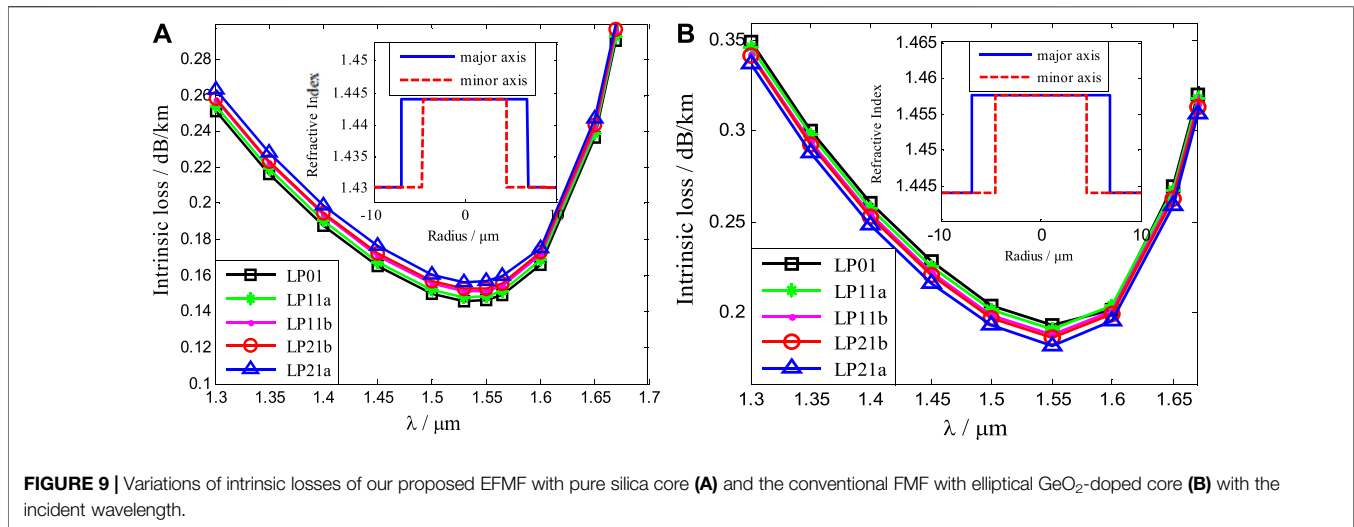 A
Intrinsic loss / dB/km
0.28
0.26
0.24
0.22
0.2
0.18
0.16
0.14
0.12
0.1
1.3 1.35 1.4 1.45 1.5 1.55 1.6 1.65 1.7
λ / μm
LP01
LP11a
LP11b
LP21b
LP21a
major axis
minor axis
Refractive Index
1.45
1.445
1.44
1.435
1.43
-10 0 10
Radius / μm
B
Intrinsic loss / dB/km
0.35
0.3
0.25
0.2
1.3 1.35 1.4 1.45 1.5 1.55 1.6 1.65
λ / μm
LP01
LP11a
LP11b
LP21b
LP21a
major axis
minor axis
Refractive Index
1.465
1.46
1.455
1.45
1.445
-10 0 10
Radius / μm
FIGURE 9 | Variations of intrinsic losses of our proposed EFMF with pure silica core (A) and the conventional FMF with elliptical GeO₂-doped core (B) with the
incident wavelength.